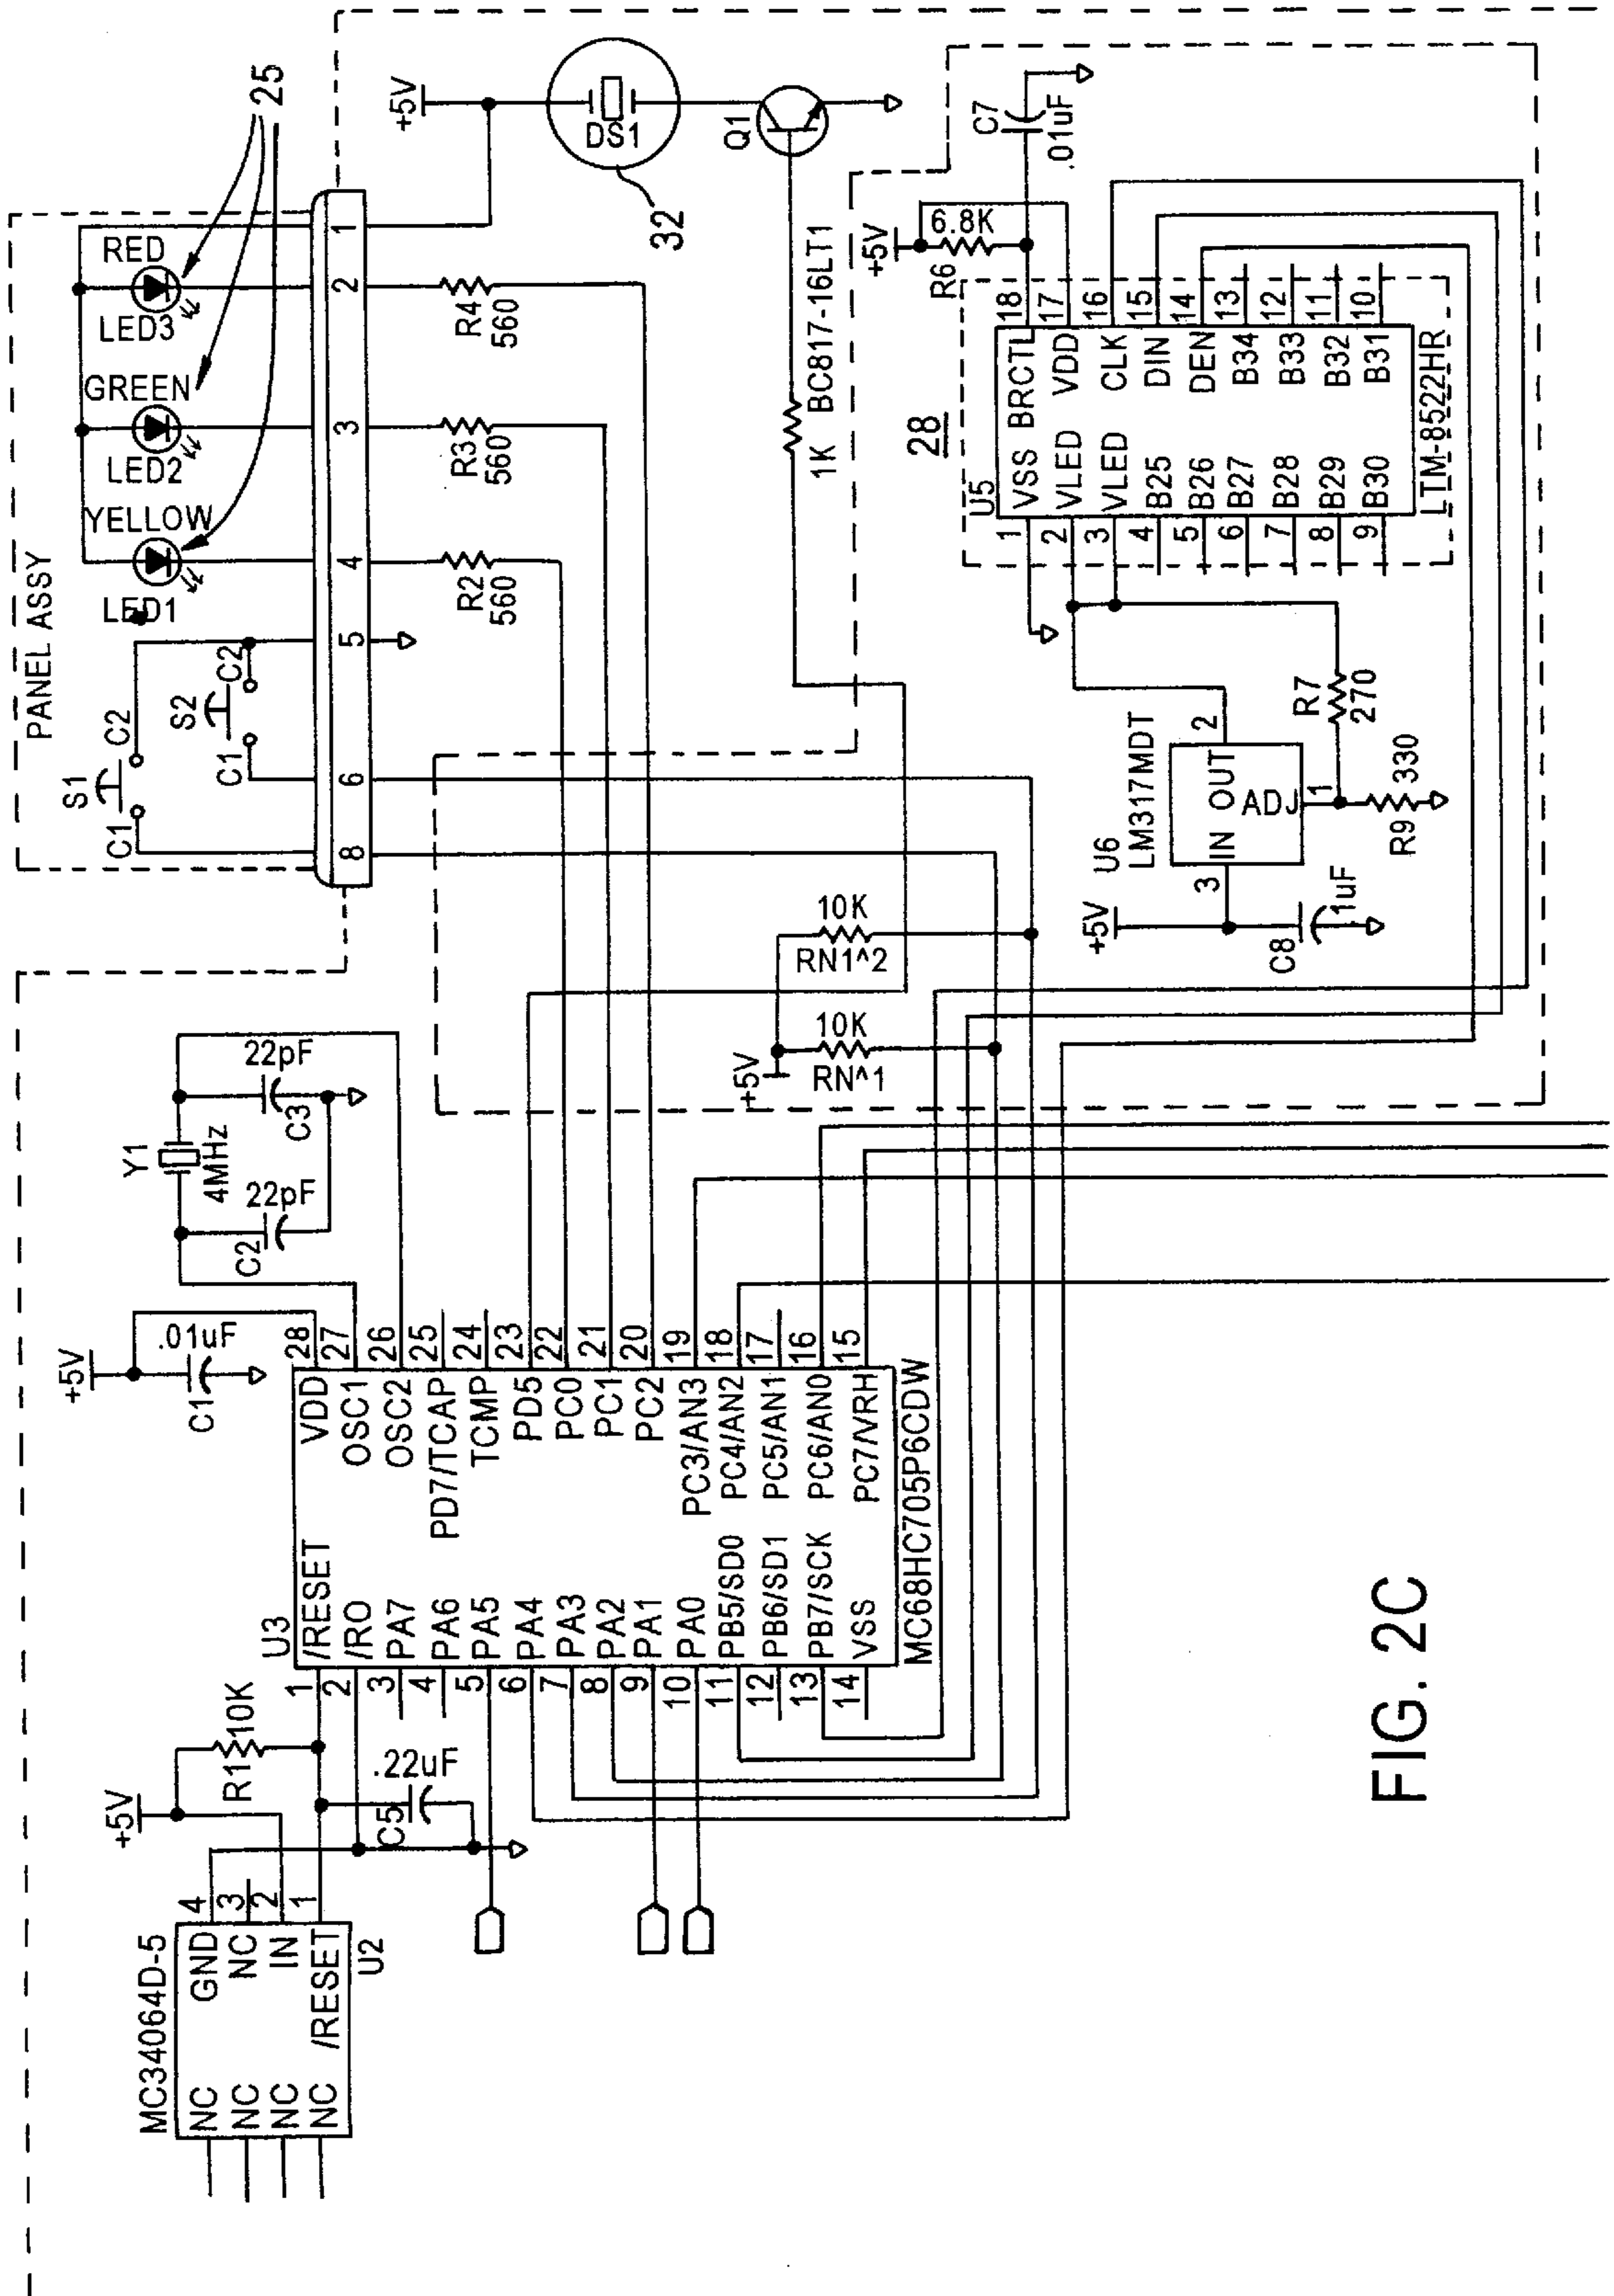 PANEL ASSY
S1
C1
C2
S2
C1
C2
YELLOW
LED1
GREEN
LED2
RED
LED3
25
8
6
5
4
3
2
1
R2
560
R3
560
R4
560
+5V
DS1
32
Q1
1K
BC817-16LT1
Y1
4MHz
22pF
C2
22pF
C3
+5V
.01uF
C1
+5V
10K
RN^1
10K
RN1^2
MC34064D-5
NC
NC
NC
NC
GND
NC
IN
/RESET
4
3
2
1
U2
+5V
R1
10K
.22uF
C5
U3
1
/RESET
2
/RO
3
PA7
4
PA6
5
PA5
6
PA4
7
PA3
8
PA2
9
PA1
10
PA0
11
PB5/SD0
12
PB6/SD1
13
PB7/SCK
14
VSS
VDD
28
OSC1
27
OSC2
26
PD7/TCAP
25
TCMP
24
PD5
23
PC0
22
PC1
21
PC2
20
PC3/AN3
19
PC4/AN2
18
PC5/AN1
17
PC6/AN0
16
PC7/VRH
15
MC68HC705P6CDW
28
U5
1
VSS
2
VLED
3
VLED
4
B25
5
B26
6
B27
7
B28
8
B29
9
B30
BRCTL
18
VDD
17
CLK
16
DIN
15
DEN
14
B34
13
B33
12
B32
11
B31
10
LTM-8522HR
+5V
R6
6.8K
C7
.01uF
U6
LM317MDT
3
IN
OUT
2
ADJ
1
R7
270
R9
330
+5V
C8
.1uF
FIG. 2C